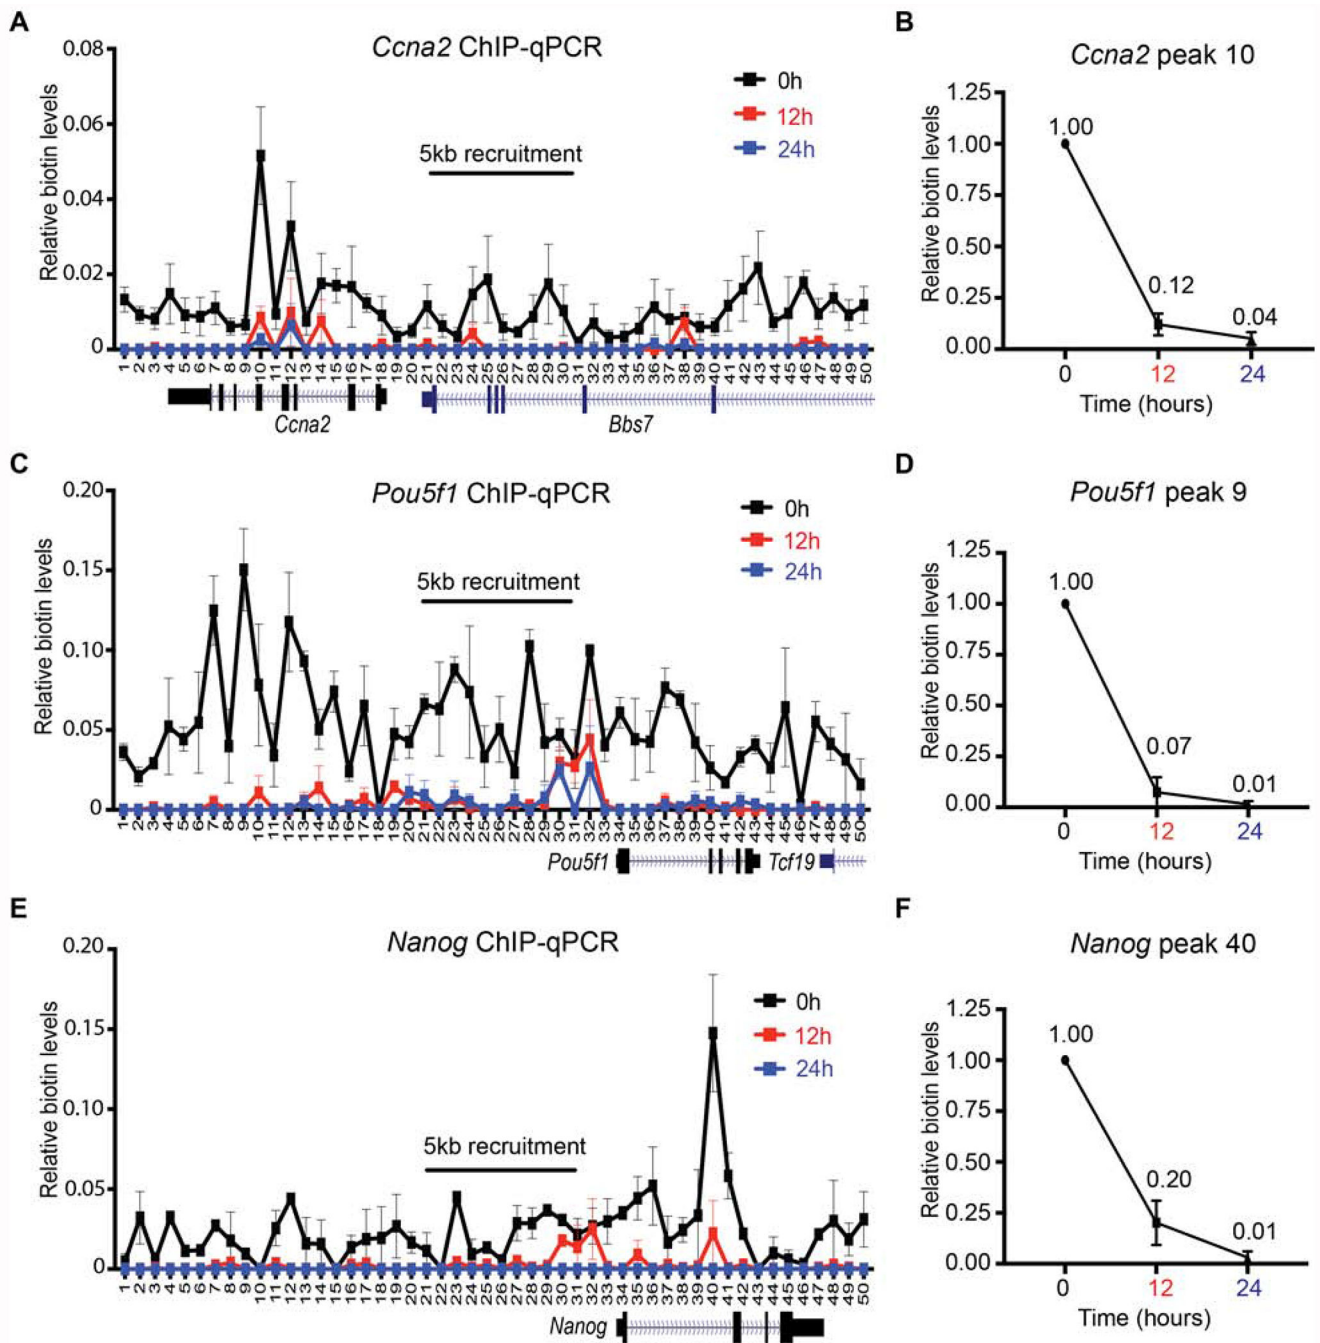 A
Ccna2 ChIP-qPCR
Relative biotin levels
0.08
0.06
0.04
0.02
0
0h
12h
24h
5kb recruitment
1 2 3 4 5 6 7 8 9 10 11 12 13 14 15 16 17 18 19 20 21 22 23 24 25 26 27 28 29 30 31 32 33 34 35 36 37 38 39 40 41 42 43 44 45 46 47 48 49 50
Ccna2 Bbs7
B
Ccna2 peak 10
Relative biotin levels
1.25
1.00
0.75
0.50
0.25
0.00
1.00
0.12
0.04
0 12 24
Time (hours)
C
Pou5f1 ChIP-qPCR
Relative biotin levels
0.20
0.15
0.10
0.05
0
0h
12h
24h
5kb recruitment
1 2 3 4 5 6 7 8 9 10 11 12 13 14 15 16 17 18 19 20 21 22 23 24 25 26 27 28 29 30 31 32 33 34 35 36 37 38 39 40 41 42 43 44 45 46 47 48 49 50
Pou5f1 Tcf19
D
Pou5f1 peak 9
Relative biotin levels
1.25
1.00
0.75
0.50
0.25
0.00
1.00
0.07
0.01
0 12 24
Time (hours)
E
Nanog ChIP-qPCR
Relative biotin levels
0.20
0.15
0.10
0.05
0
0h
12h
24h
5kb recruitment
1 2 3 4 5 6 7 8 9 10 11 12 13 14 15 16 17 18 19 20 21 22 23 24 25 26 27 28 29 30 31 32 33 34 35 36 37 38 39 40 41 42 43 44 45 46 47 48 49 50
Nanog
F
Nanog peak 40
Relative biotin levels
1.25
1.00
0.75
0.50
0.25
0.00
1.00
0.20
0.01
0 12 24
Time (hours)